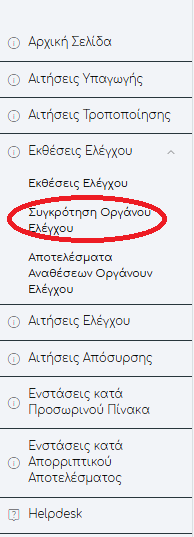 Αρχική Σελίδα
Αιτήσεις Υπαγωγής
Αιτήσεις Τροποποίησης
Εκθέσεις Ελέγχου
Εκθέσεις Ελέγχου
Συγκρότηση Οργάνου
Ελέγχου
Αποτελέσματα
Αναθέσεων Οργάνουν
Ελέγχου
Αιτήσεις Ελέγχου
Αιτήσεις Απόσυρσης
Ενστάσεις κατά
Προσωρινού Πίνακα
Ενστάσεις κατά
Απορριπτικού
Αποτελέσματος
Helpdesk